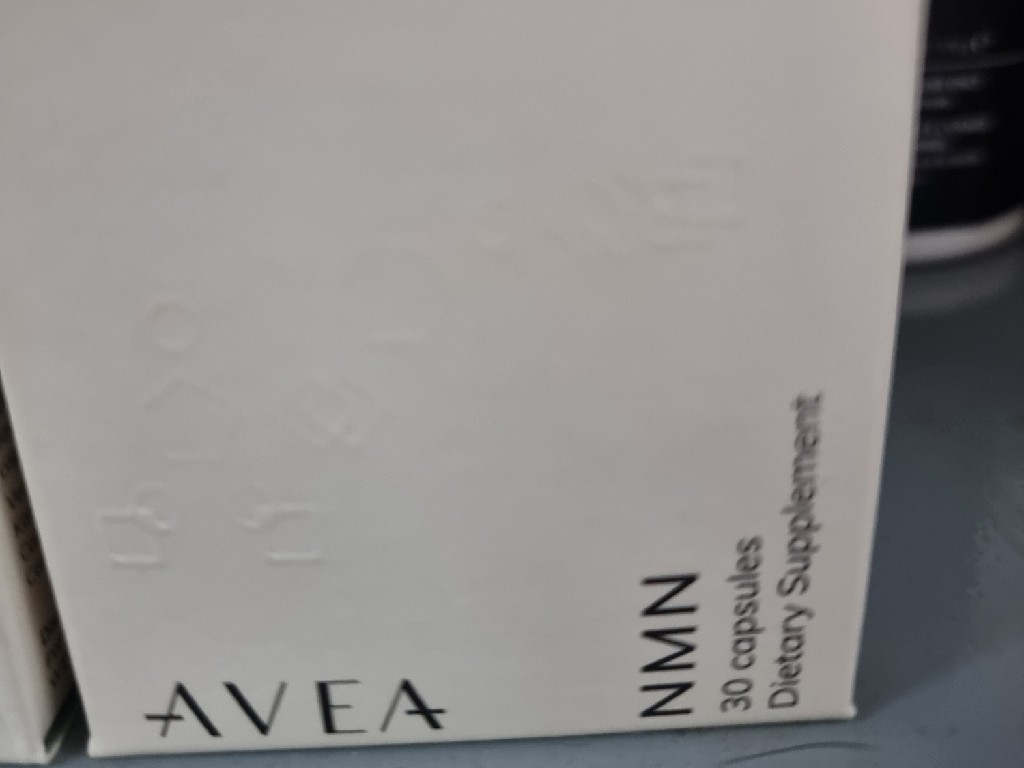 AVEA
NMN
30 capsules
Dietary Supplement